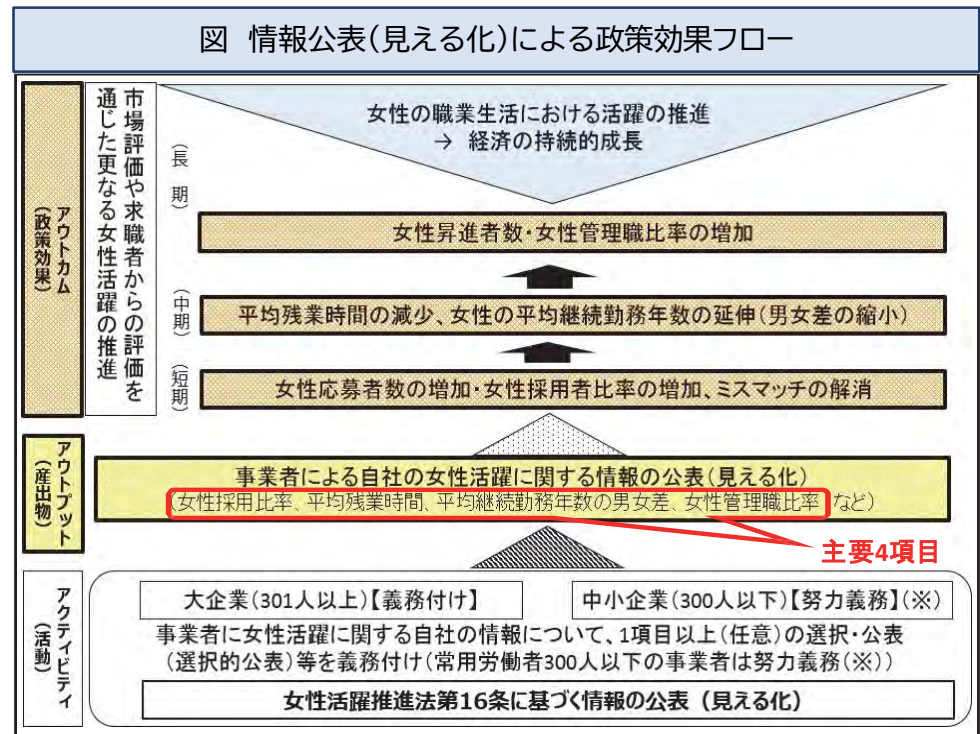 図 情報公表(見える化)による政策効果フロー
アウトカム
(政策効果)
市場評価や求職者からの評価を
通じた更なる女性活躍の推進
女性の職業生活における活躍の推進
→ 経済の持続的成長
(長 期)
女性昇進者数・女性管理職比率の増加
(中期)
平均残業時間の減少、女性の平均継続勤務年数の延伸(男女差の縮小)
(短期)
女性応募者数の増加・女性採用者比率の増加、ミスマッチの解消
アウトプット
(産出物)
事業者による自社の女性活躍に関する情報の公表(見える化)
(女性採用比率、平均残業時間、平均継続勤務年数の男女差、女性管理職比率 など)
主要4項目
アクティビティ
(活動)
大企業(301人以上)【義務付け】
中小企業(300人以下)【努力義務】(※)
事業者に女性活躍に関する自社の情報について、1項目以上(任意)の選択・公表
(選択的公表)等を義務付け(常用労働者300人以下の事業者は努力義務(※))
女性活躍推進法第16条に基づく情報の公表 (見える化)